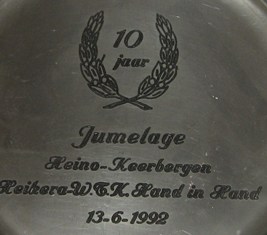 10
jaar
Jumelage
Heino-Keerbergen
Heikera-W.T.K. Hand in Hand
13-6-1992